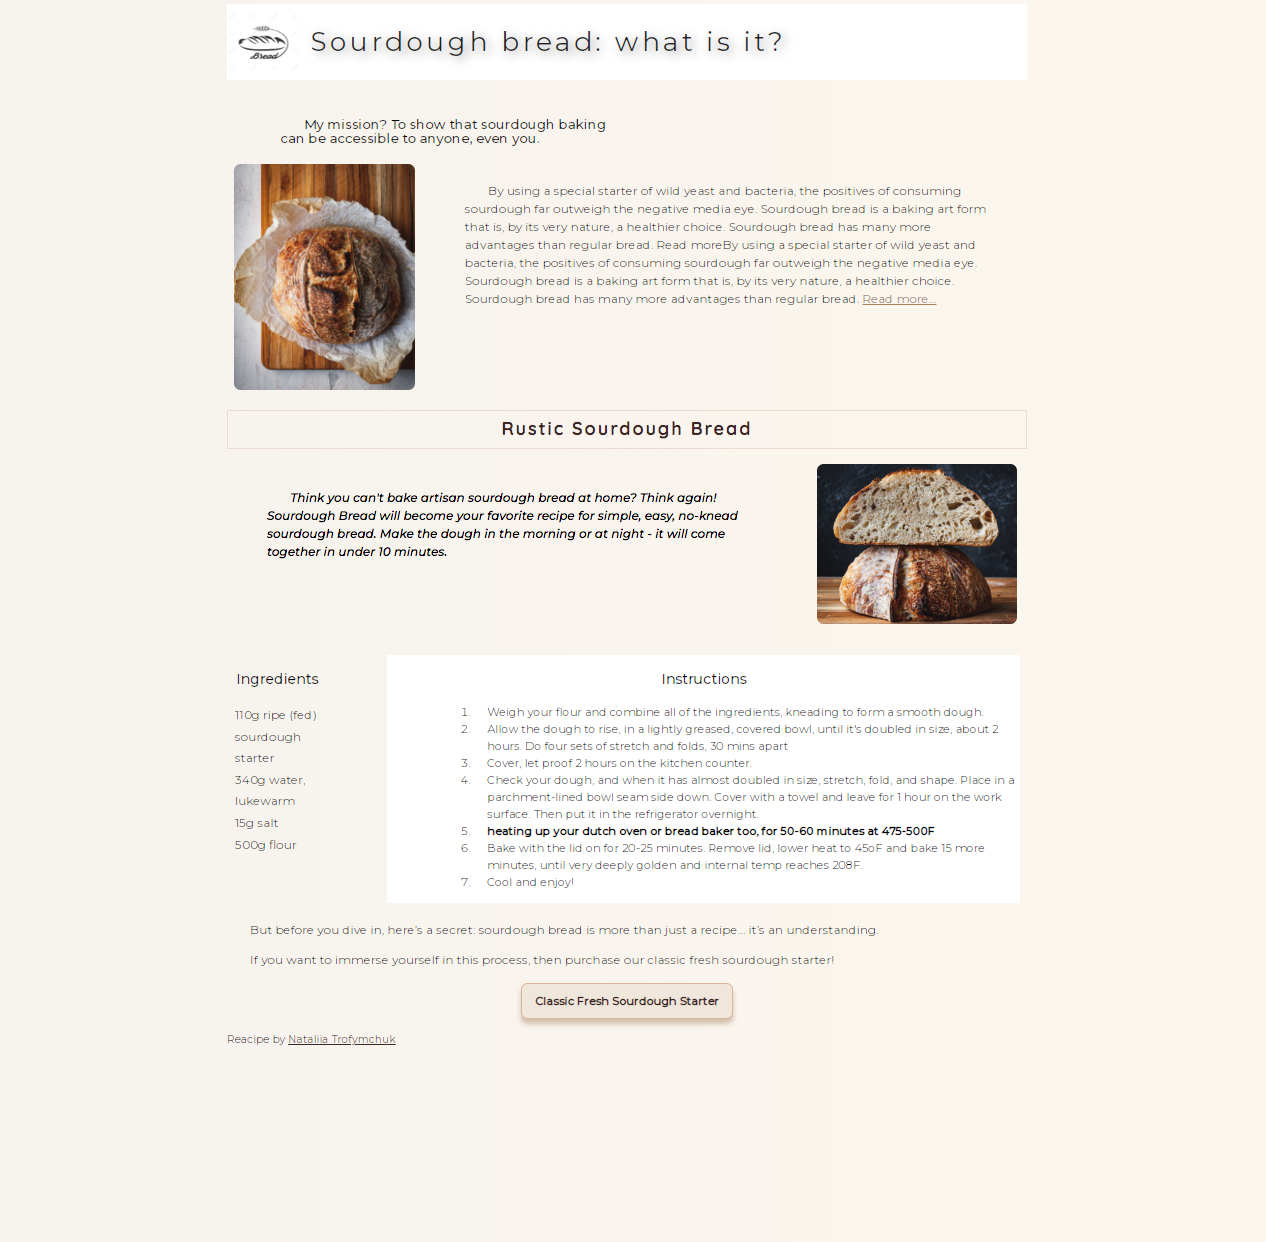 Bread
Sourdough bread: what is it?
My mission? To show that sourdough baking
can be accessible to anyone, even you.
By using a special starter of wild yeast and bacteria, the positives of consuming
sourdough far outweigh the negative media eye. Sourdough bread is a baking art form
that is, by its very nature, a healthier choice. Sourdough bread has many more
advantages than regular bread. Read moreBy using a special starter of wild yeast and
bacteria, the positives of consuming sourdough far outweigh the negative media eye.
Sourdough bread is a baking art form that is, by its very nature, a healthier choice.
Sourdough bread has many more advantages than regular bread. Read more...
Rustic Sourdough Bread
Think you can't bake artisan sourdough bread at home? Think again!
Sourdough Bread will become your favorite recipe for simple, easy, no-knead
sourdough bread. Make the dough in the morning or at night - it will come
together in under 10 minutes.
Ingredients
110g ripe (fed)
sourdough
starter
340g water,
lukewarm
15g salt
500g flour
Instructions
1. Weigh your flour and combine all of the ingredients, kneading to form a smooth dough.
2. Allow the dough to rise, in a lightly greased, covered bowl, until it's doubled in size, about 2
hours. Do four sets of stretch and folds, 30 mins apart
3. Cover, let proof 2 hours on the kitchen counter.
4. Check your dough, and when it has almost doubled in size, stretch, fold, and shape. Place in a
parchment-lined bowl seam side down. Cover with a towel and leave for 1 hour on the work
surface. Then put it in the refrigerator overnight.
5. heating up your dutch oven or bread baker too, for 50-60 minutes at 475-500F
6. Bake with the lid on for 20-25 minutes. Remove lid, lower heat to 45oF and bake 15 more
minutes, until very deeply golden and internal temp reaches 208F.
7. Cool and enjoy!
But before you dive in, here's a secret: sourdough bread is more than just a recipe... it's an understanding.
If you want to immerse yourself in this process, then purchase our classic fresh sourdough starter!
Classic Fresh Sourdough Starter
Reacipe by Nataliia Trofymchuk